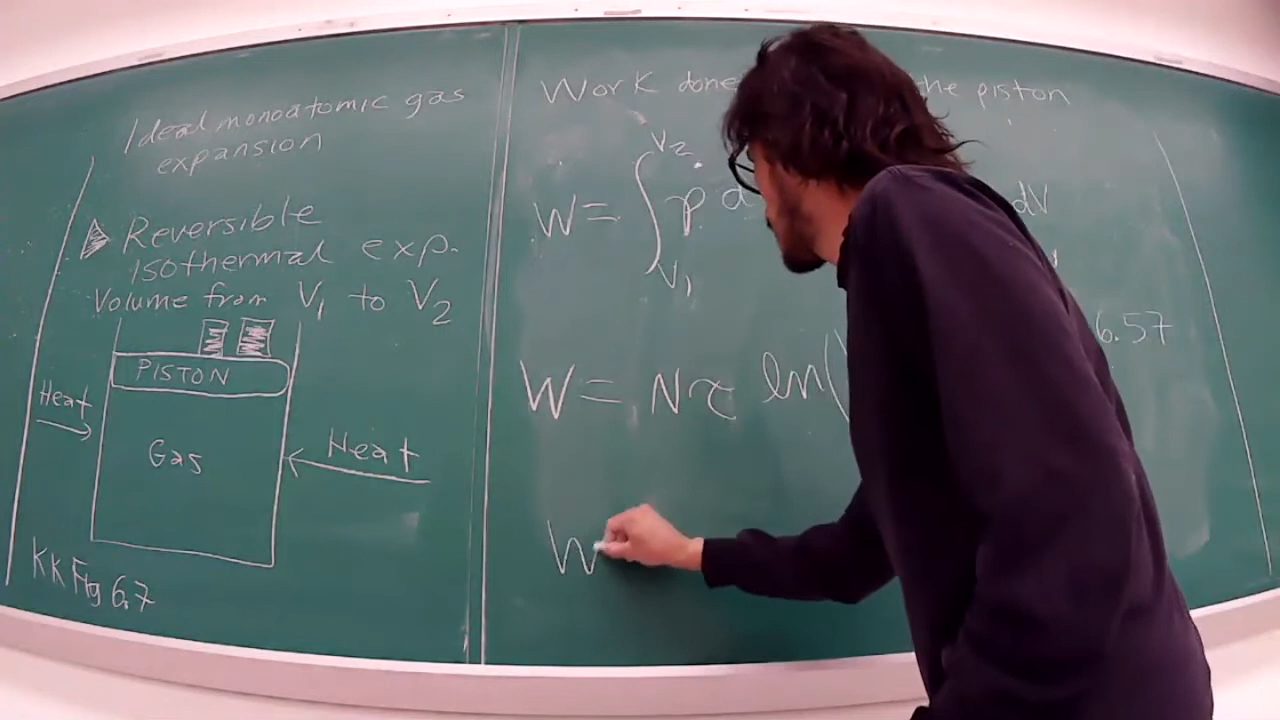 Ideal monoatomic gas
expansion
Reversible
Isothermal exp.
Volume from V₁ to V₂
PISTON
Heat
Gas
Heat
KK Fig 6.7
Work done the piston
W = ∫ V₂ V₁ p d dV
6.57
W = Nτ ln(
W